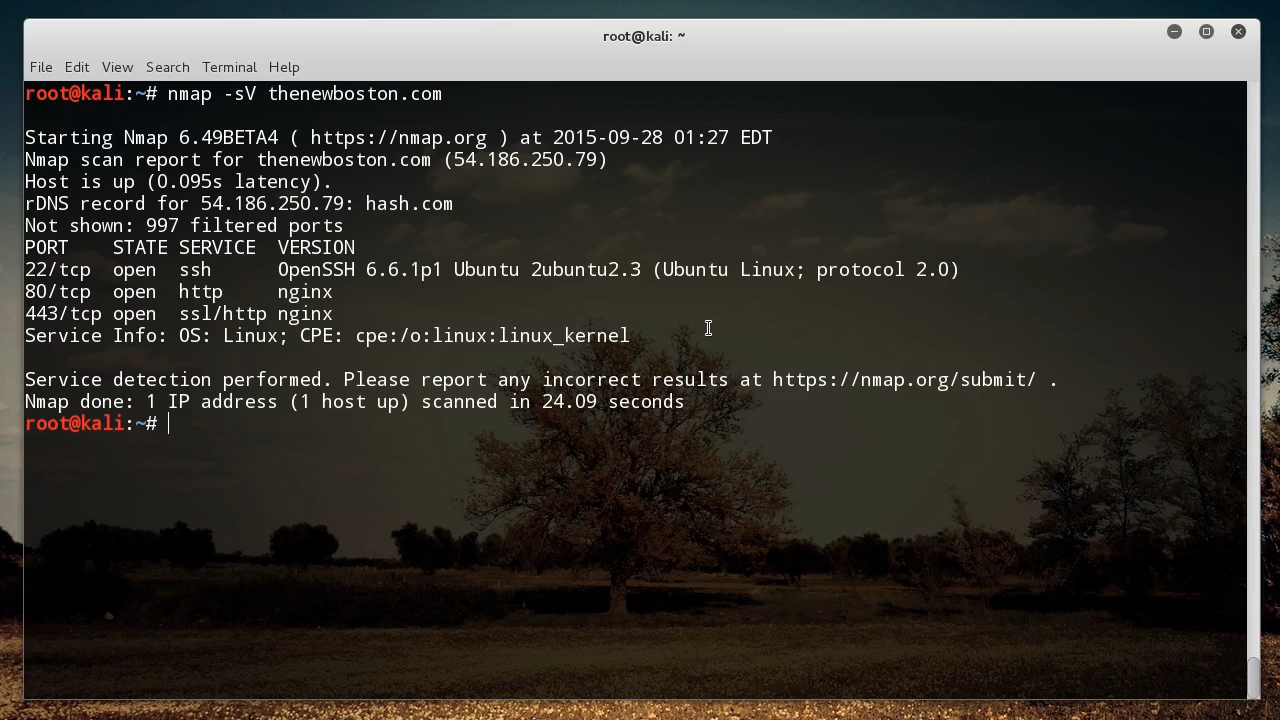 root@kali: ~
File Edit View Search Terminal Help
root@kali:~# nmap -sV thenewboston.com
Starting Nmap 6.49BETA4 ( https://nmap.org ) at 2015-09-28 01:27 EDT
Nmap scan report for thenewboston.com (54.186.250.79)
Host is up (0.095s latency).
rDNS record for 54.186.250.79: hash.com
Not shown: 997 filtered ports
PORT    STATE SERVICE  VERSION
22/tcp  open  ssh      OpenSSH 6.6.1p1 Ubuntu 2ubuntu2.3 (Ubuntu Linux; protocol 2.0)
80/tcp  open  http     nginx
443/tcp open  ssl/http nginx
Service Info: OS: Linux; CPE: cpe:/o:linux:linux_kernel
Service detection performed. Please report any incorrect results at https://nmap.org/submit/ .
Nmap done: 1 IP address (1 host up) scanned in 24.09 seconds
root@kali:~#